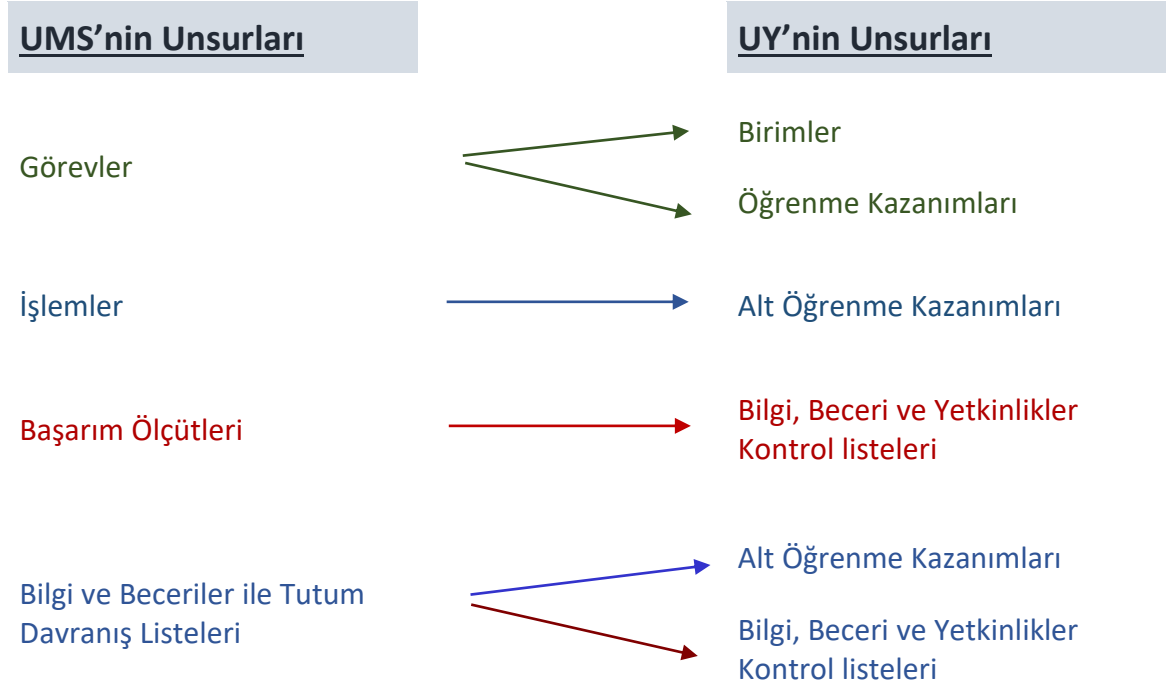 UMS’nin Unsurları
UY’nin Unsurları
Görevler
Birimler
Öğrenme Kazanımları
İşlemler
Alt Öğrenme Kazanımları
Başarım Ölçütleri
Bilgi, Beceri ve Yetkinlikler
Kontrol listeleri
Bilgi ve Beceriler ile Tutum
Davranış Listeleri
Alt Öğrenme Kazanımları
Bilgi, Beceri ve Yetkinlikler
Kontrol listeleri